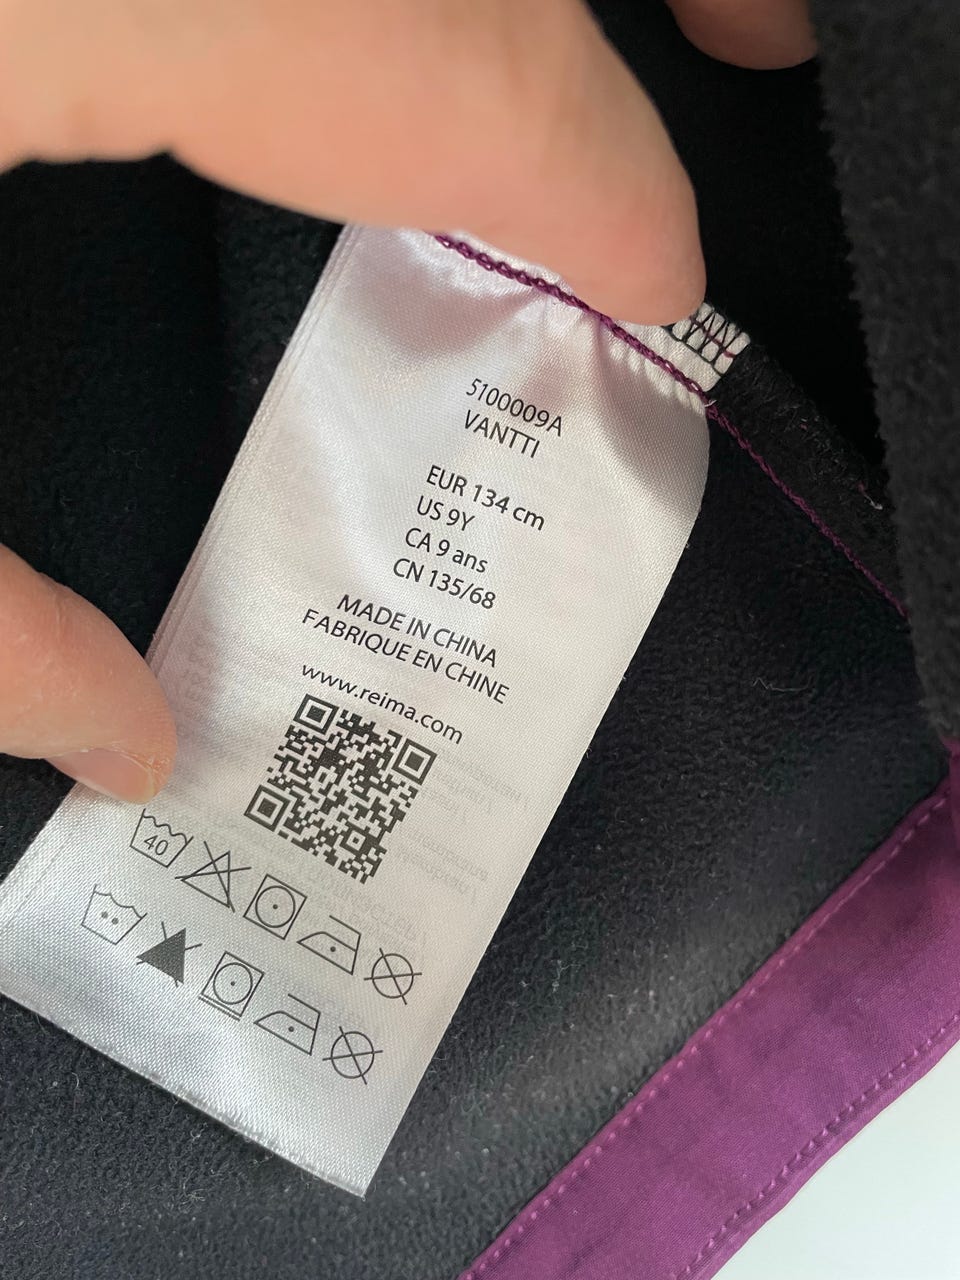 5100009A
VANTTI
EUR 134 cm
US 9Y
CA 9 ans
CN 135/68
MADE IN CHINA
FABRIQUE EN CHINE
www.reima.com
40